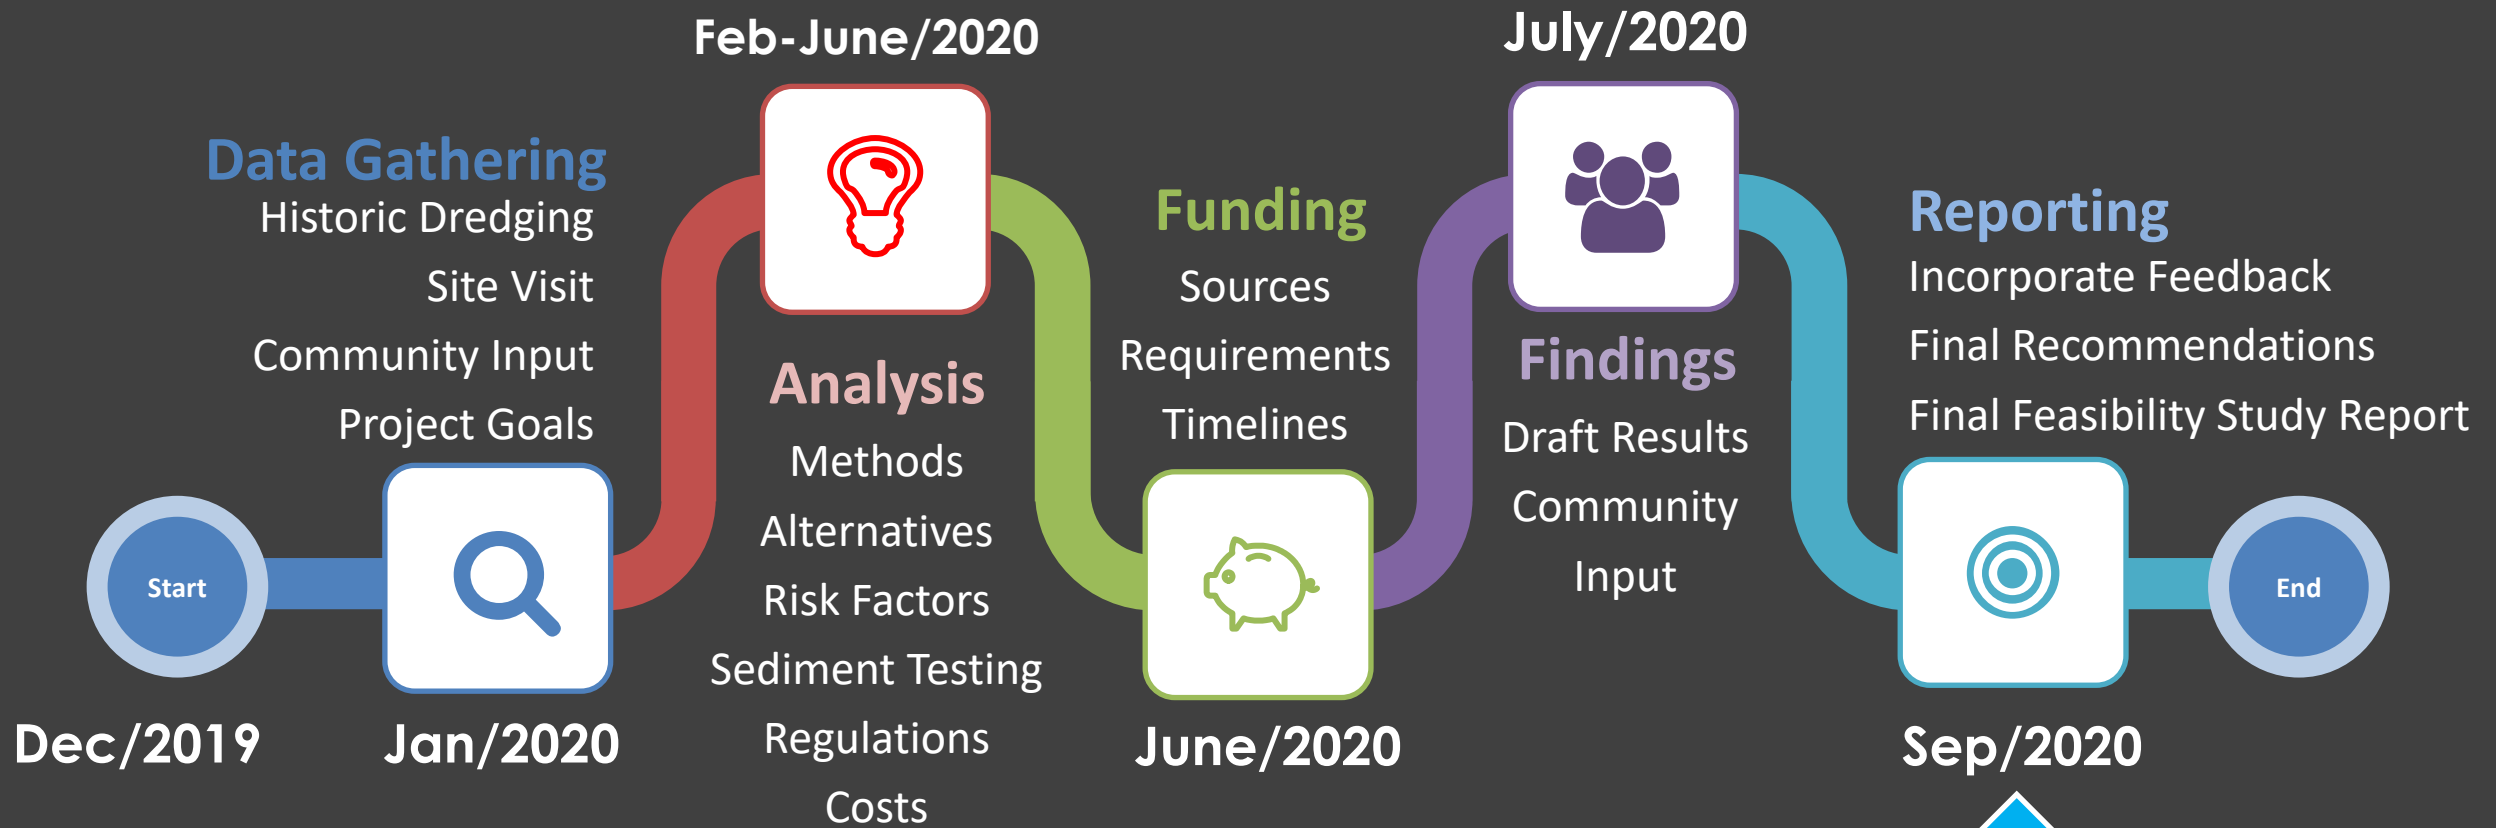 Feb-June/2020
July/2020
Data Gathering
Historic Dredging
Site Visit
Community Input
Project Goals
Analysis
Methods
Alternatives
Risk Factors
Sediment Testing
Regulations
Costs
Funding
Sources
Requirements
Timelines
Findings
Draft Results
Community
Input
Reporting
Incorporate Feedback
Final Recommendations
Final Feasibility Study Report
Start
End
Dec/2019
Jan/2020
June/2020
Sep/2020